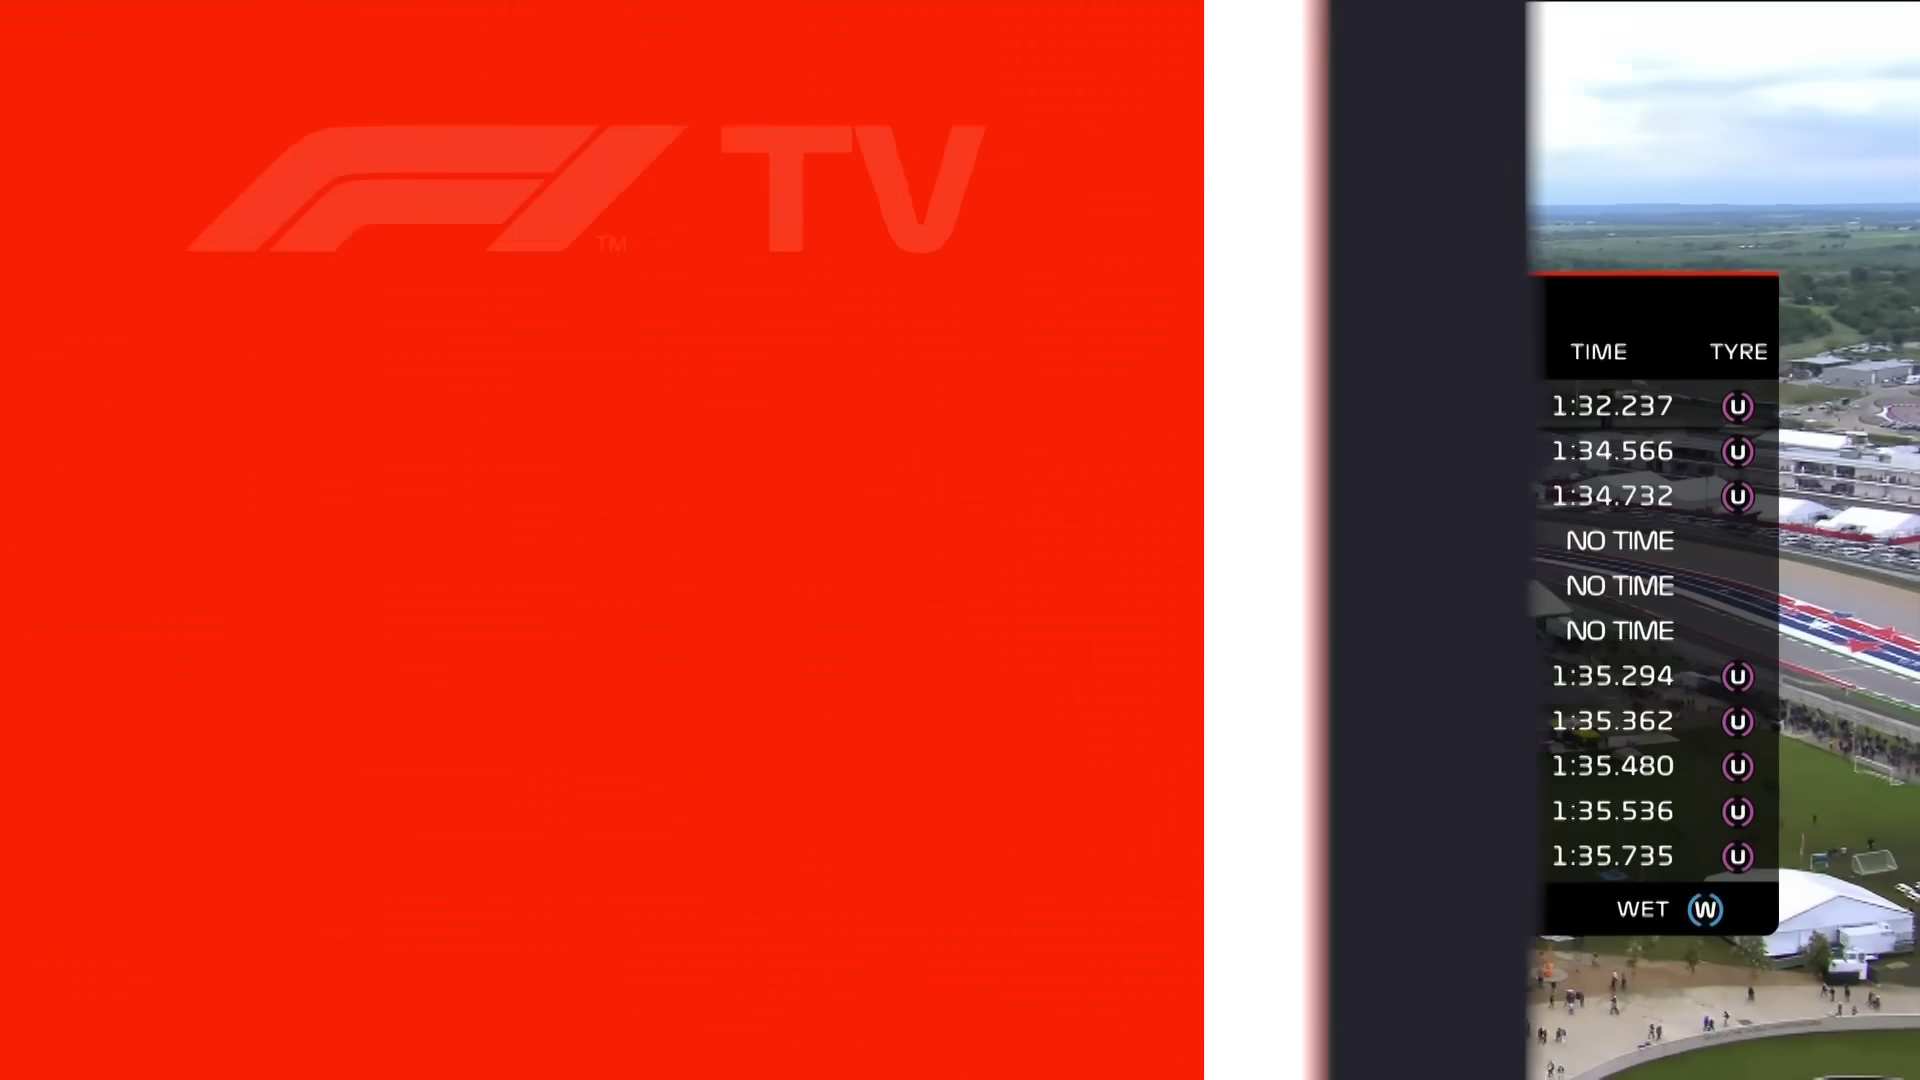 F1 TV
TM
TIME TYRE
1:32.237 U
1:34.566 U
1:34.732 U
NO TIME
NO TIME
NO TIME
1:35.294 U
1:35.362 U
1:35.480 U
1:35.536 U
1:35.735 U
WET W